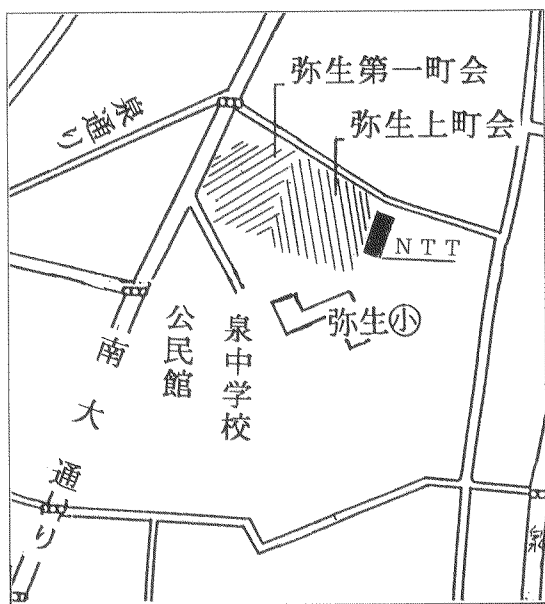 弥生第一町会
弥生上町会
泉通り
NTT
弥生小
公民館
泉中学校
南大通り